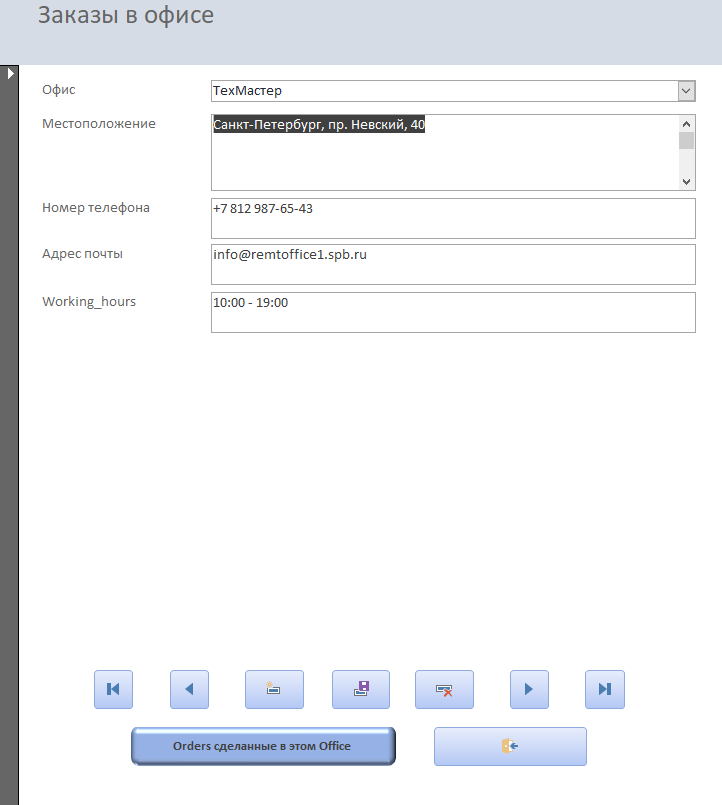 Заказы в офисе
Офис
ТехМастер
Местоположение
Санкт-Петербург, пр. Невский, 40
Номер телефона
+7 812 987-65-43
Адрес почты
info@remtoffice1.spb.ru
Working_hours
10:00 - 19:00
Orders сделанные в этом Office